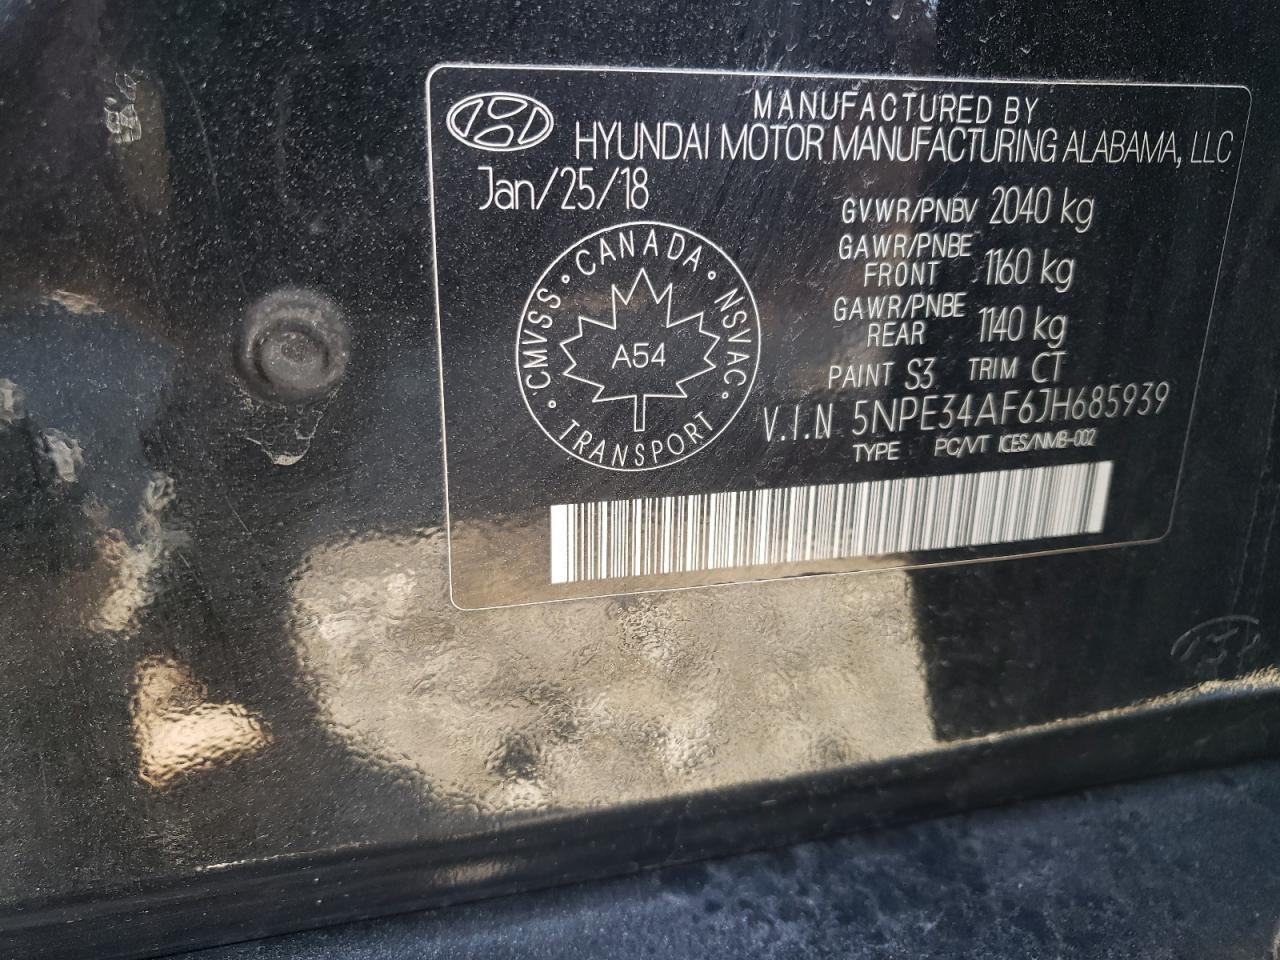 MANUFACTURED BY
HYUNDAI MOTOR MANUFACTURING ALABAMA, LLC
Jan/25/18
GVWR/PNBV 2040 kg
GAWR/PNBE FRONT 1160 kg
GAWR/PNBE REAR 1140 kg
PAINT S3 TRIM CT
V.I.N 5NPE34AF6JH685939
TYPE PC/VT ICES/NMB-002
CMVSS • CANADA • NSVAC • TRANSPORT •
A54